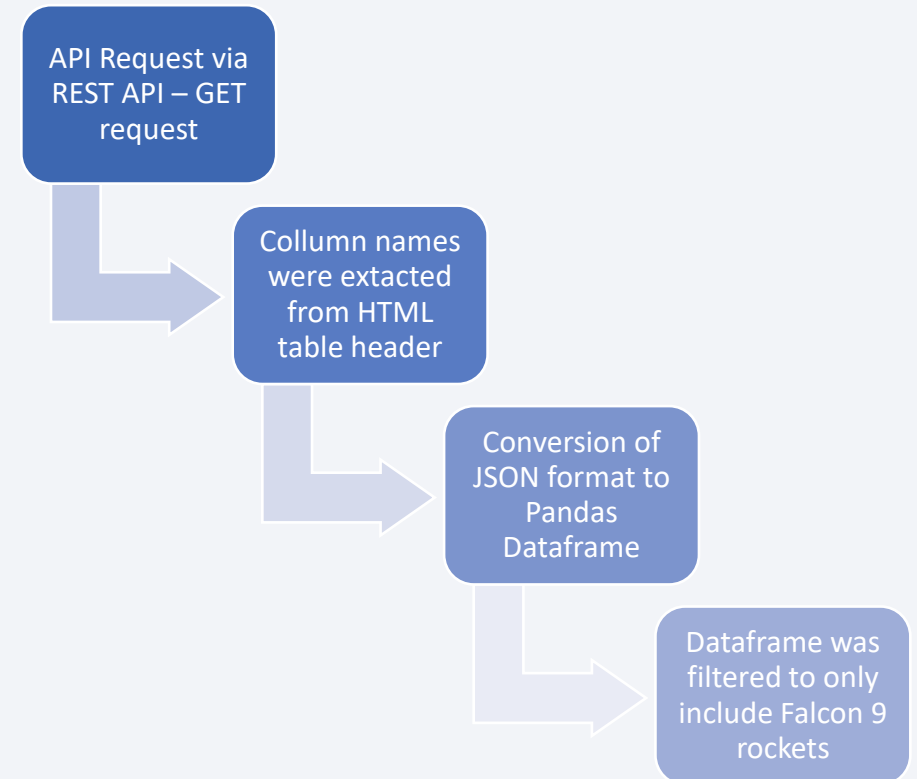 API Request via
REST API – GET
request
Collumn names
were extacted
from HTML
table header
Conversion of
JSON format to
Pandas
Dataframe
Dataframe was
filtered to only
include Falcon 9
rockets